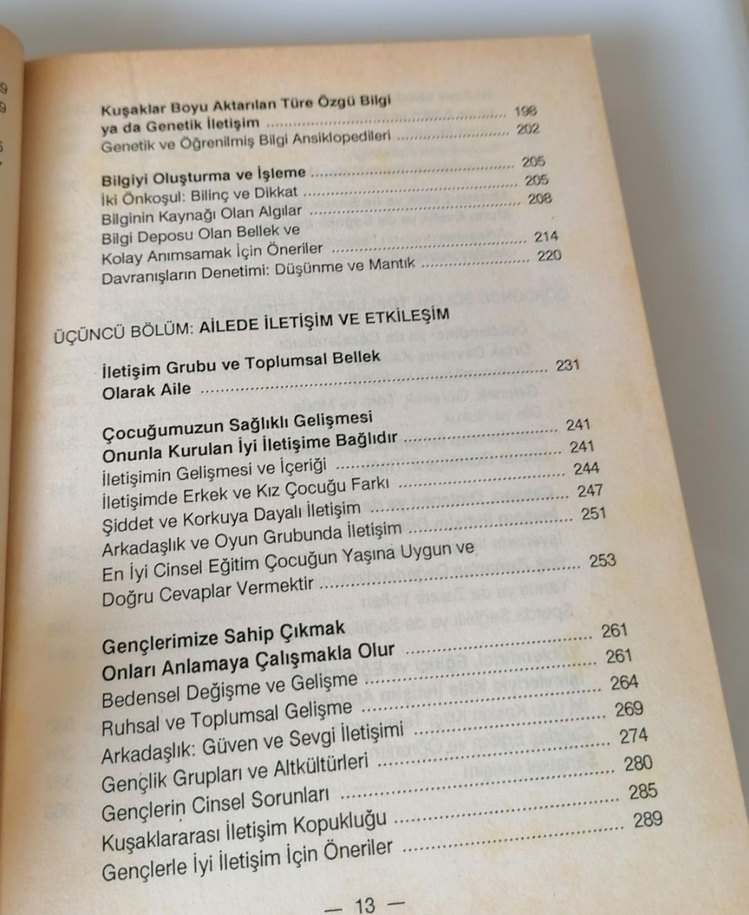 Kuşaklar Boyu Aktarılan Türe Özgü Bilgi
ya da Genetik İletişim ........ 198
Genetik ve Öğrenilmiş Bilgi Ansiklopedileri ........ 202
Bilgiyi Oluşturma ve İşleme ........ 205
İki Önkoşul: Bilinç ve Dikkat ........ 205
Bilginin Kaynağı Olan Algılar ........ 208
Bilgi Deposu Olan Bellek ve
Kolay Anımsamak İçin Öneriler ........ 214
Davranışların Denetimi: Düşünme ve Mantık ........ 220
ÜÇÜNCÜ BÖLÜM: AİLEDE İLETİŞİM VE ETKİLEŞİM
İletişim Grubu ve Toplumsal Bellek
Olarak Aile ........ 231
Çocuğumuzun Sağlıklı Gelişmesi
Onunla Kurulan İyi İletişime Bağlıdır ........ 241
İletişimin Gelişmesi ve İçeriği ........ 241
İletişimde Erkek ve Kız Çocuğu Farkı ........ 244
Şiddet ve Korkuya Dayalı İletişim ........ 247
Arkadaşlık ve Oyun Grubunda İletişim ........ 251
En İyi Cinsel Eğitim Çocuğun Yaşına Uygun ve
Doğru Cevaplar Vermektir ........ 253
Gençlerimize Sahip Çıkmak
Onları Anlamaya Çalışmakla Olur ........ 261
Bedensel Değişme ve Gelişme ........ 261
Ruhsal ve Toplumsal Gelişme ........ 264
Arkadaşlık: Güven ve Sevgi İletişimi ........ 269
Gençlik Grupları ve Altkültürleri ........ 274
Gençlerin Cinsel Sorunları ........ 280
Kuşaklararası İletişim Kopukluğu ........ 285
Gençlerle İyi İletişim İçin Öneriler ........ 289
— 13 —